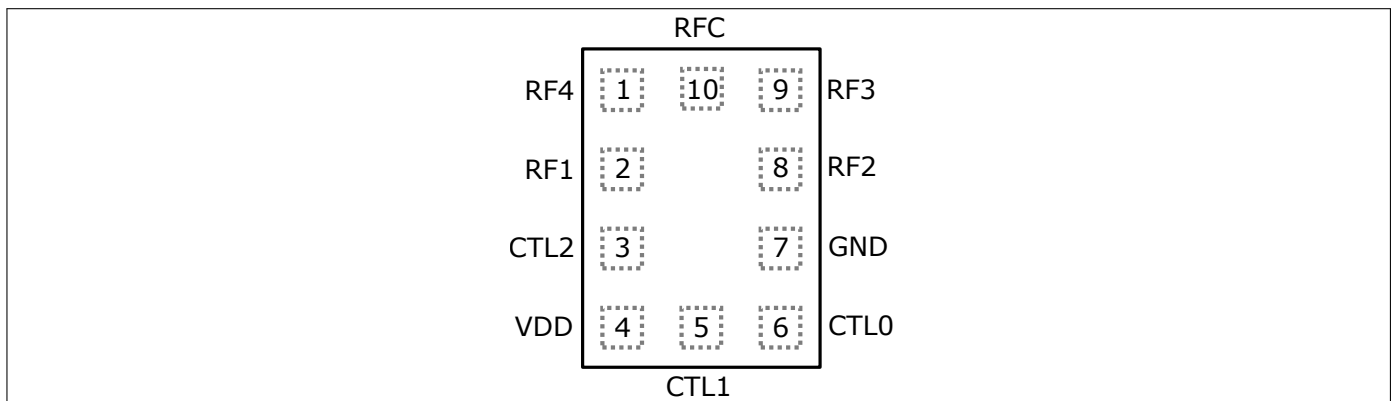 RFC
RF4 1 10 9 RF3
RF1 2 8 RF2
CTL2 3 7 GND
VDD 4 5 6 CTL0
CTL1